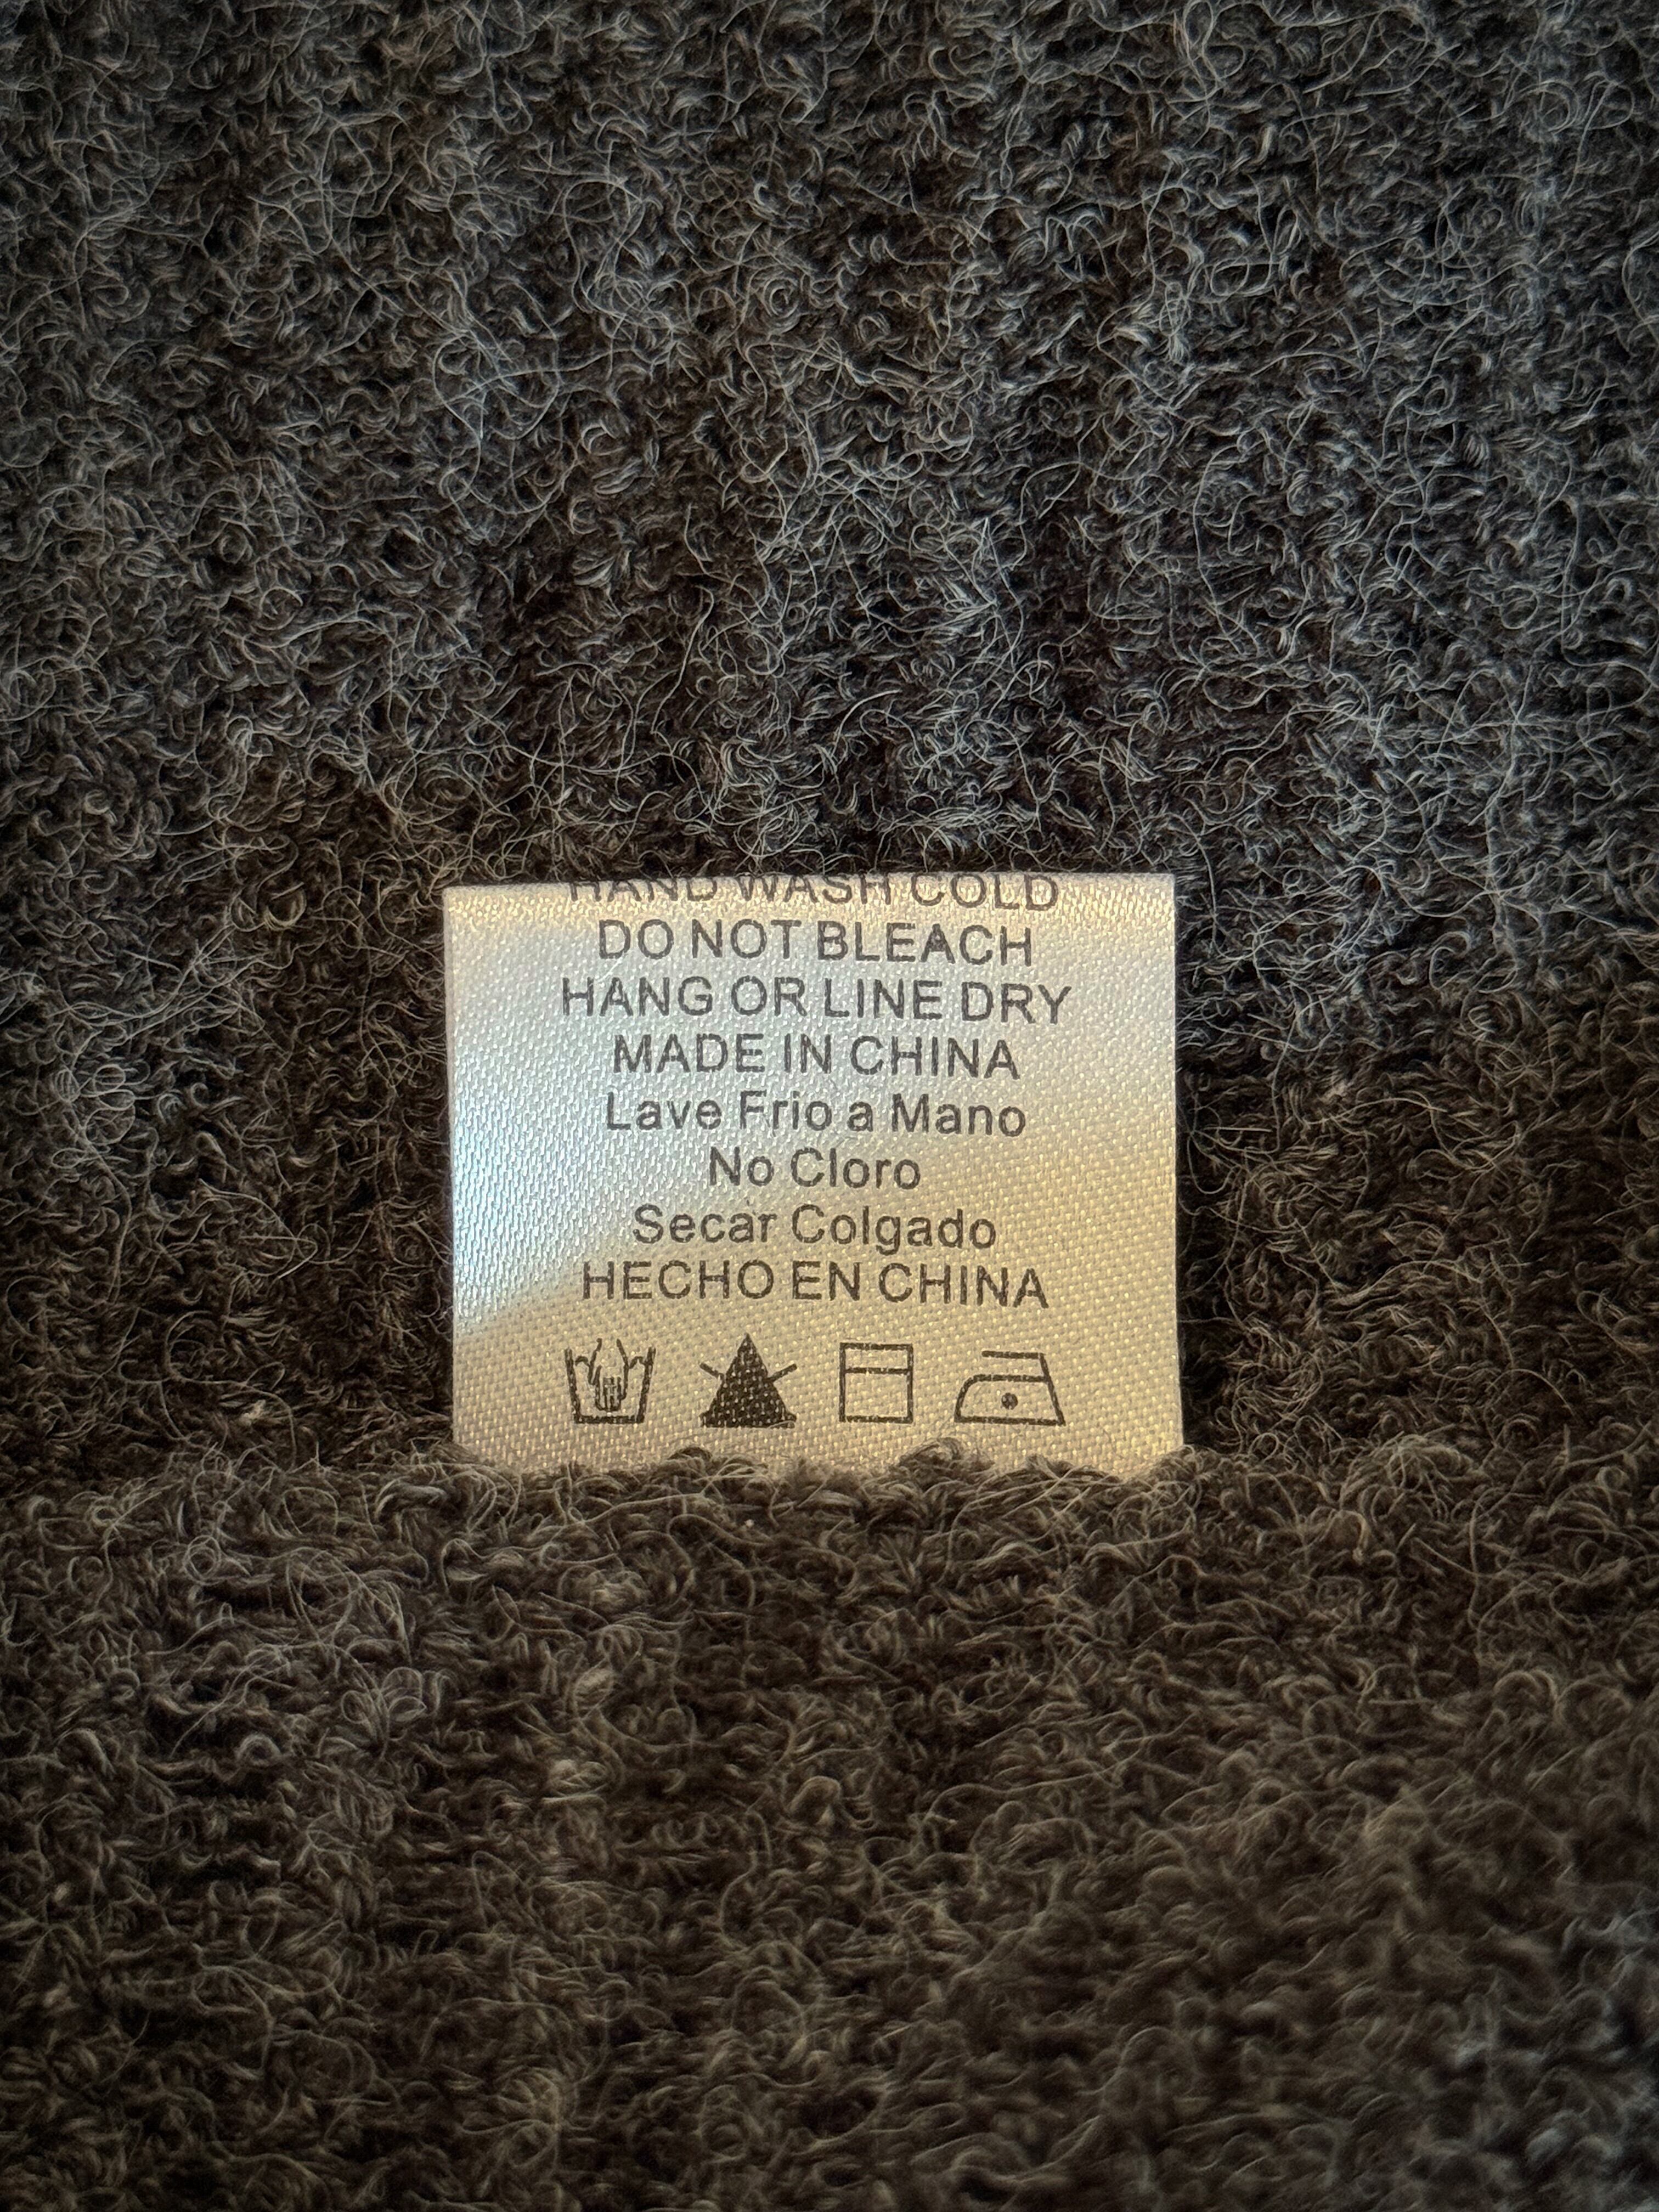 HAND WASH COLD
DO NOT BLEACH
HANG OR LINE DRY
MADE IN CHINA
Lave Frio a Mano
No Cloro
Secar Colgado
HECHO EN CHINA